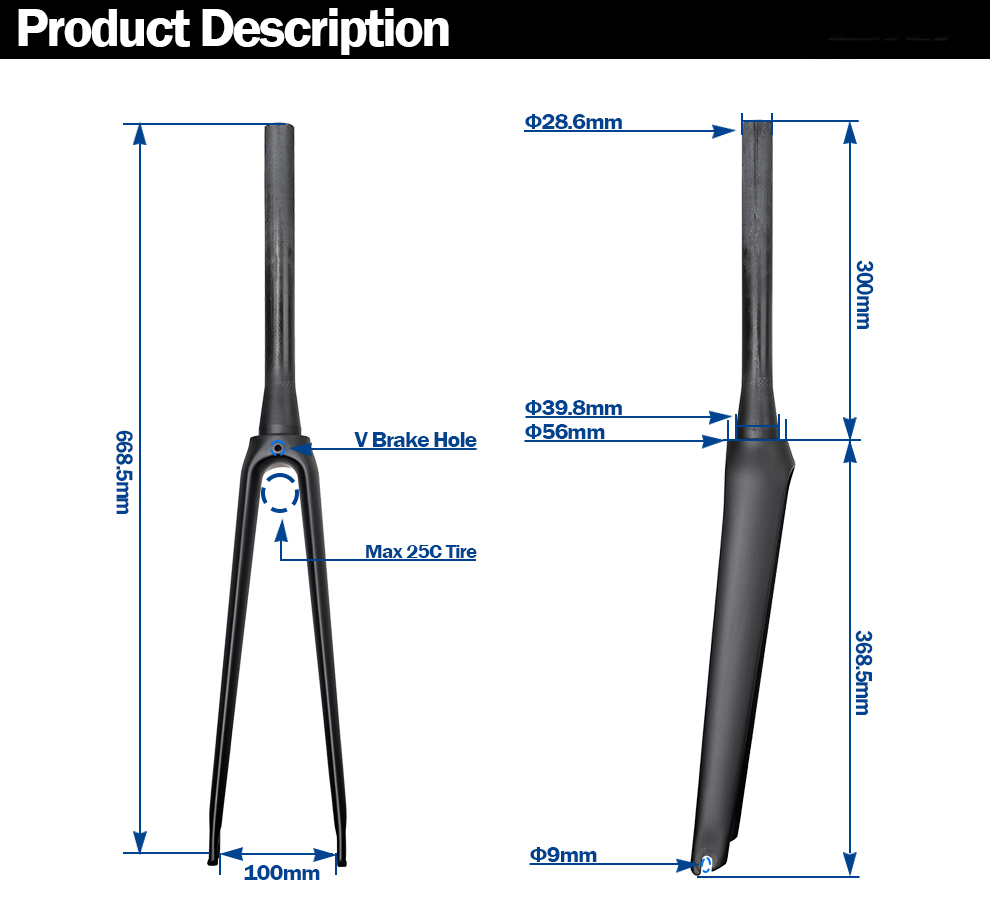 Product Description
Φ28.6mm
300mm
Φ39.8mm
Φ56mm
668.5mm
V Brake Hole
Max 25C Tire
368.5mm
Φ9mm
100mm